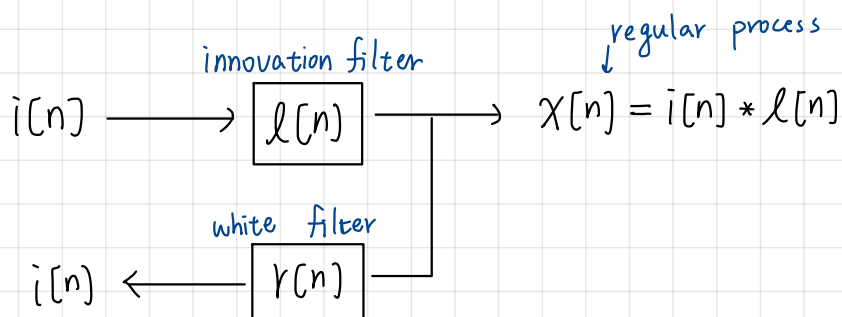 regular process
innovation filter
i[n] l[n] x[n] = i[n] * l[n]
white filter
i[n] r[n]